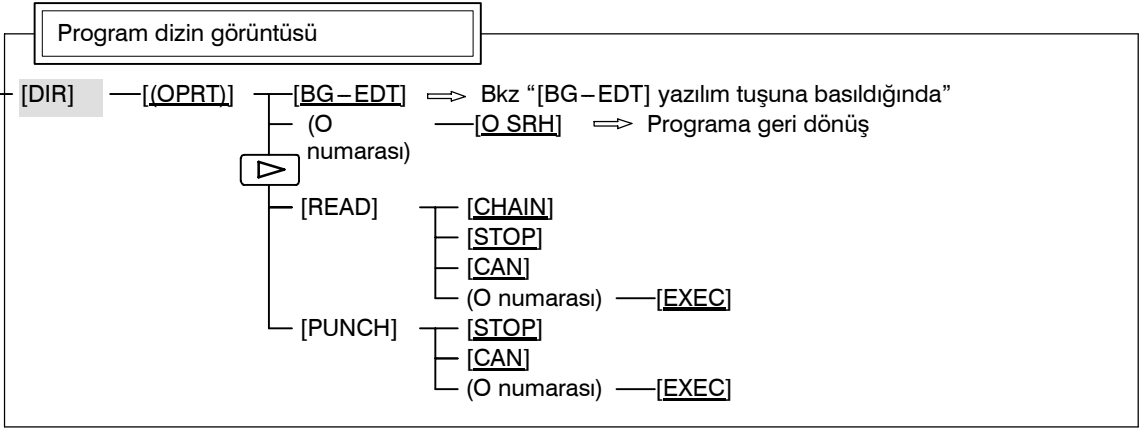 Program dizin görüntüsü
[DIR] [(OPRT)] [BG–EDT] ⇒ Bkz “[BG–EDT] yazılım tuşuna basıldığında”
(O numarası) [O SRH] ⇒ Programa geri dönüş
[READ] [CHAIN]
[STOP]
[CAN]
(O numarası) [EXEC]
[PUNCH] [STOP]
[CAN]
(O numarası) [EXEC]